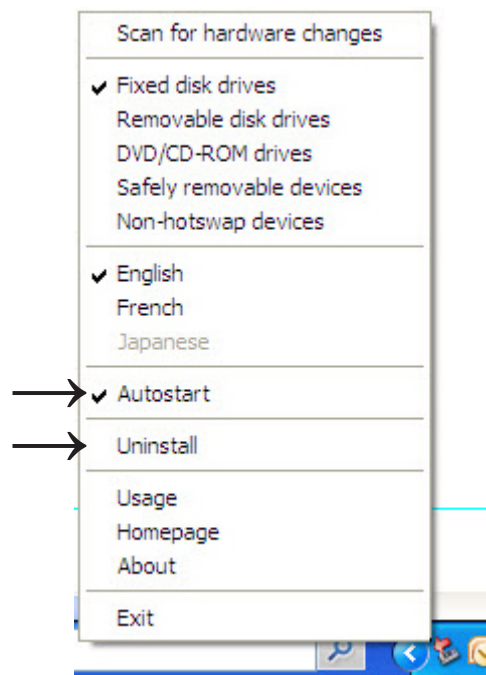 Scan for hardware changes
Fixed disk drives
Removable disk drives
DVD/CD-ROM drives
Safely removable devices
Non-hotswap devices
English
French
Japanese
Autostart
Uninstall
Usage
Homepage
About
Exit